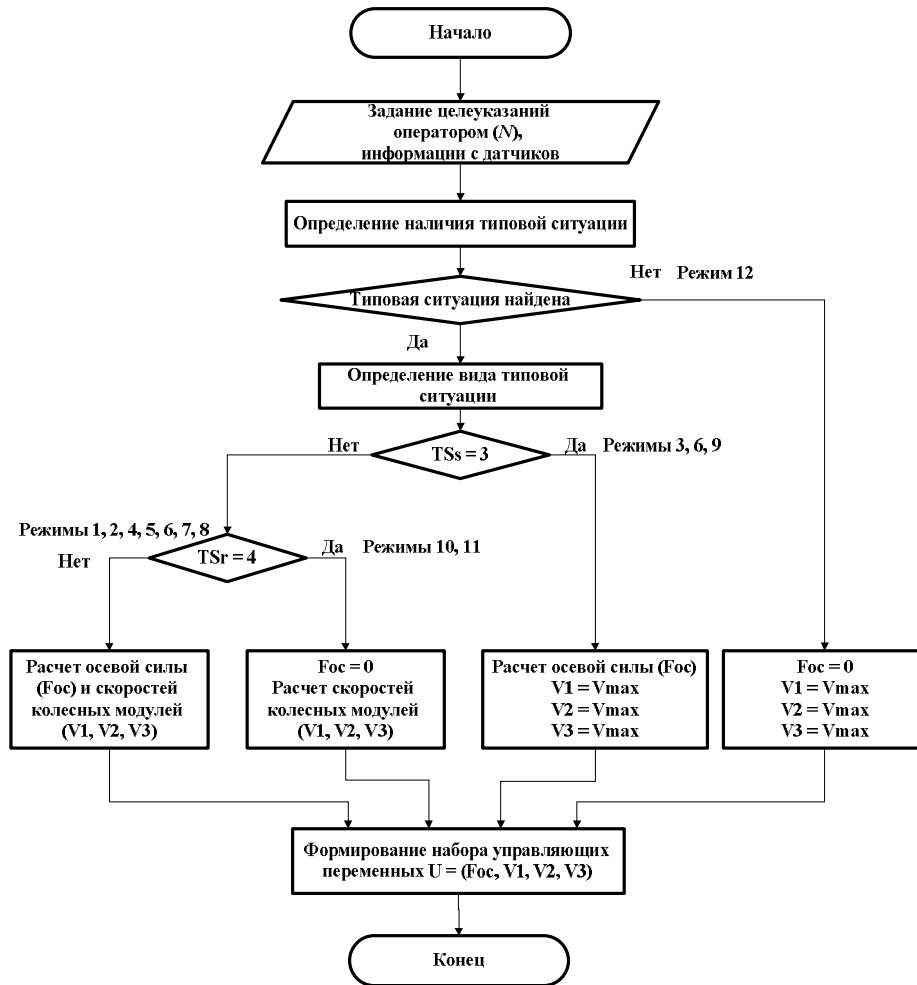 Начало
Задание целеуказаний
оператором (N),
информации с датчиков
Определение наличия типовой ситуации
Нет Режим 12
Типовая ситуация найдена
Да
Определение вида типовой
ситуации
Нет
TSs = 3
Да Режимы 3, 6, 9
Режимы 1, 2, 4, 5, 6, 7, 8
Нет
TSr = 4
Да Режимы 10, 11
Расчет осевой силы
(Foc) и скоростей
колесных модулей
(V1, V2, V3)
Foc = 0
Расчет скоростей
колесных модулей
(V1, V2, V3)
Расчет осевой силы (Foc)
V1 = Vmax
V2 = Vmax
V3 = Vmax
Foc = 0
V1 = Vmax
V2 = Vmax
V3 = Vmax
Формирование набора управляющих
переменных U = (Foc, V1, V2, V3)
Конец